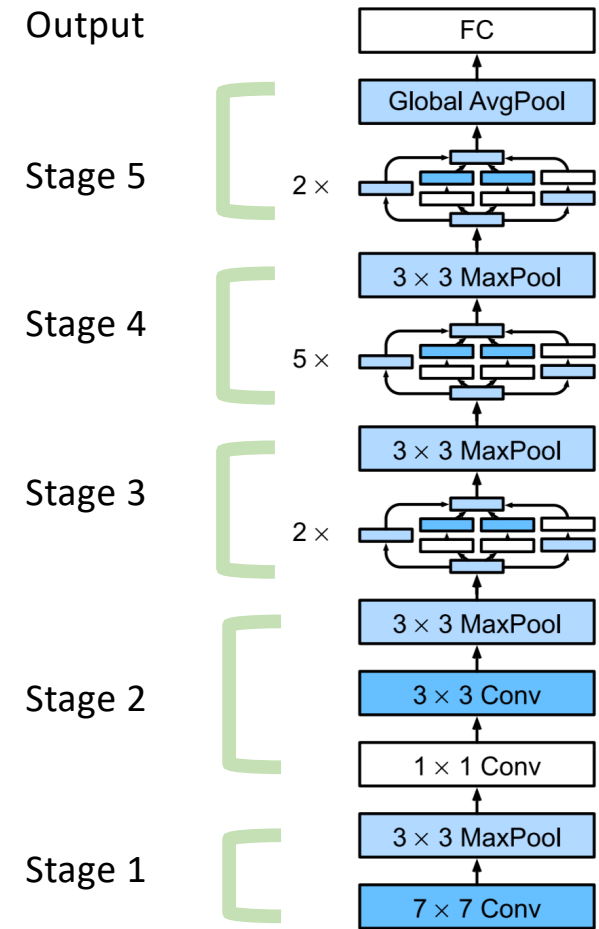 Output
FC
Global AvgPool
Stage 5
2 ×
3 × 3 MaxPool
Stage 4
5 ×
3 × 3 MaxPool
Stage 3
2 ×
3 × 3 MaxPool
Stage 2
3 × 3 Conv
1 × 1 Conv
3 × 3 MaxPool
Stage 1
7 × 7 Conv